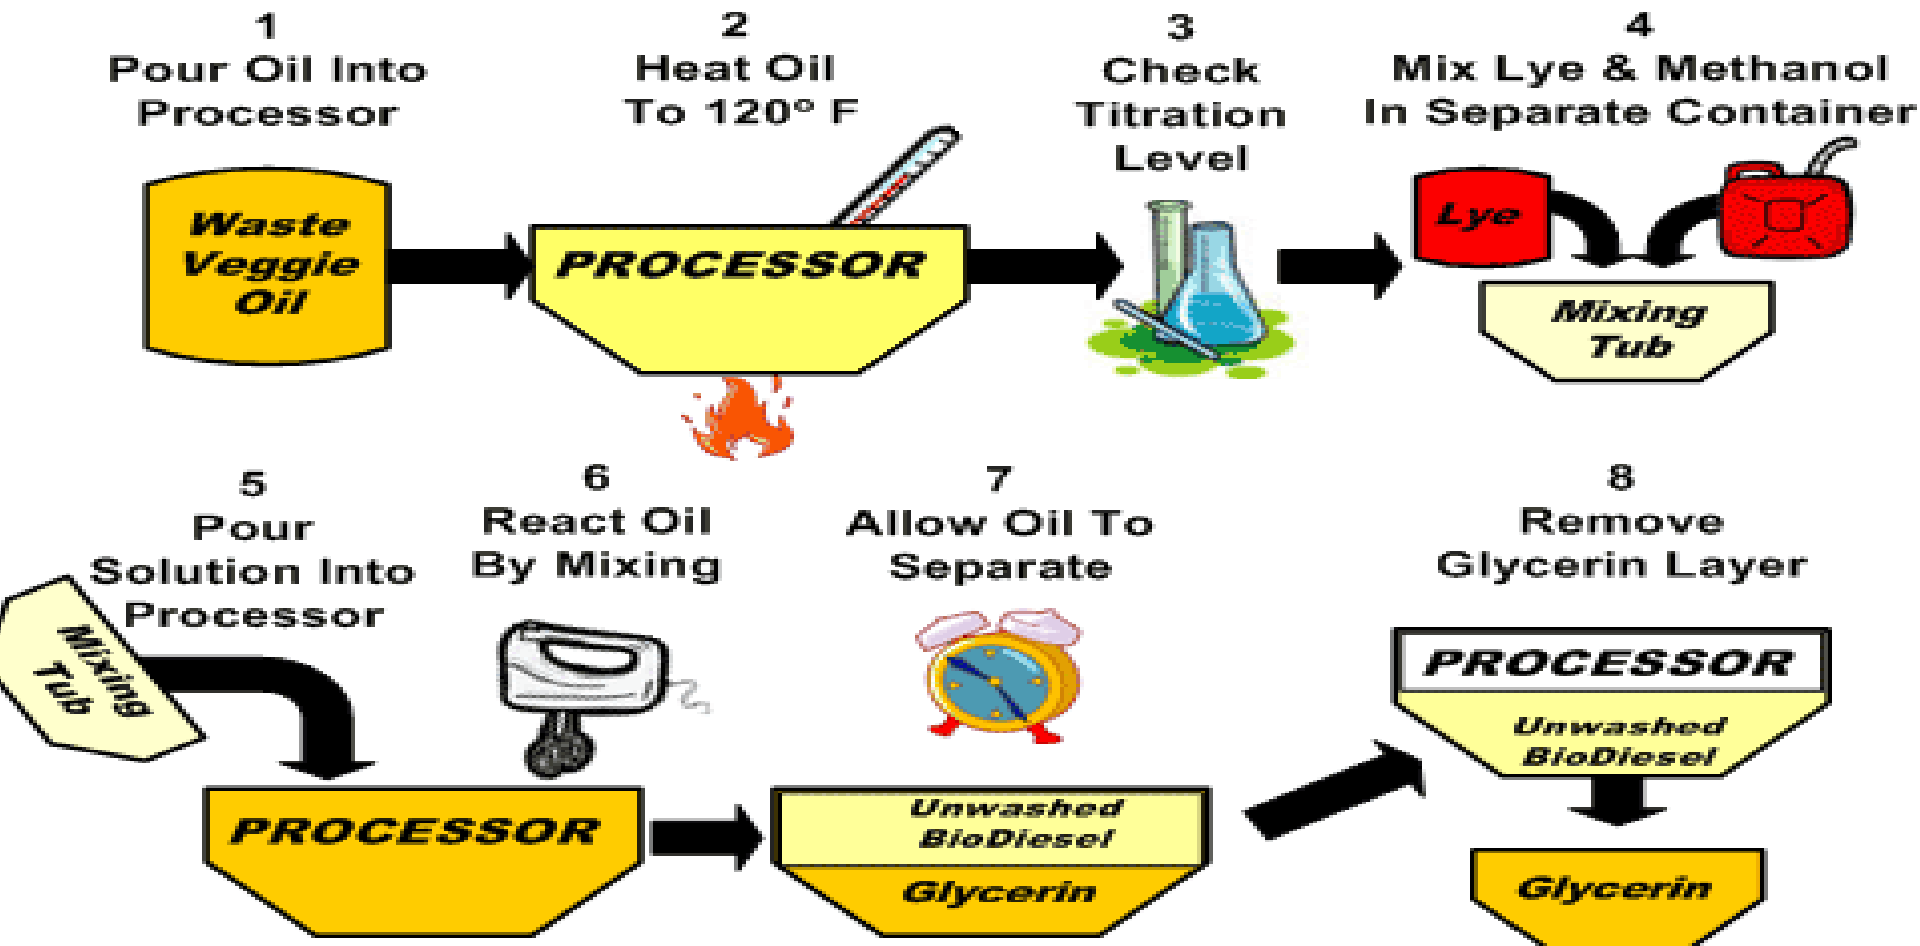 1
Pour Oil Into
Processor
Waste
Veggie
Oil
2
Heat Oil
To 120º F
PROCESSOR
3
Check
Titration
Level
4
Mix Lye & Methanol
In Separate Container
Lye
Mixing
Tub
5
Pour
Solution Into
Processor
Mixing
Tub
PROCESSOR
6
React Oil
By Mixing
7
Allow Oil To
Separate
Unwashed
BioDiesel
Glycerin
8
Remove
Glycerin Layer
PROCESSOR
Unwashed
BioDiesel
Glycerin